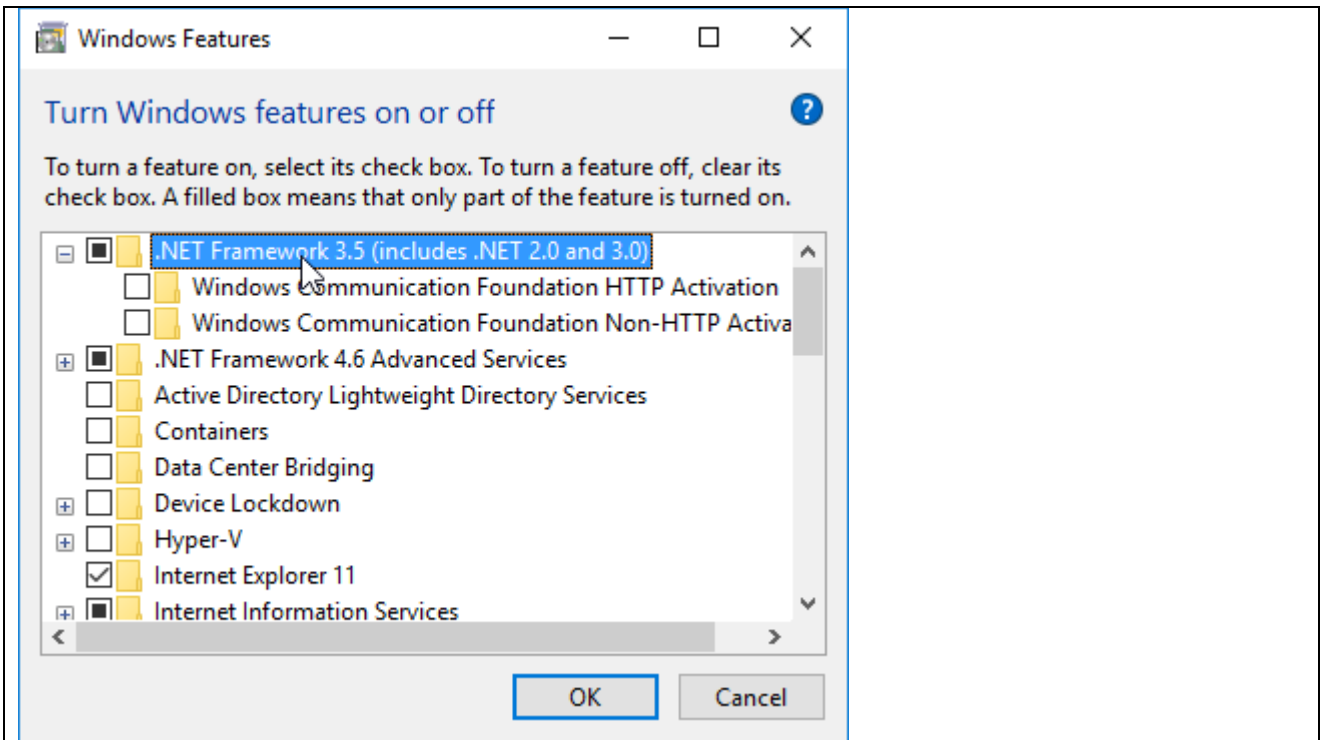 Windows Features
Turn Windows features on or off
?
To turn a feature on, select its check box. To turn a feature off, clear its
check box. A filled box means that only part of the feature is turned on.
.NET Framework 3.5 (includes .NET 2.0 and 3.0)
Windows Communication Foundation HTTP Activation
Windows Communication Foundation Non-HTTP Activa
.NET Framework 4.6 Advanced Services
Active Directory Lightweight Directory Services
Containers
Data Center Bridging
Device Lockdown
Hyper-V
Internet Explorer 11
Internet Information Services
OK
Cancel